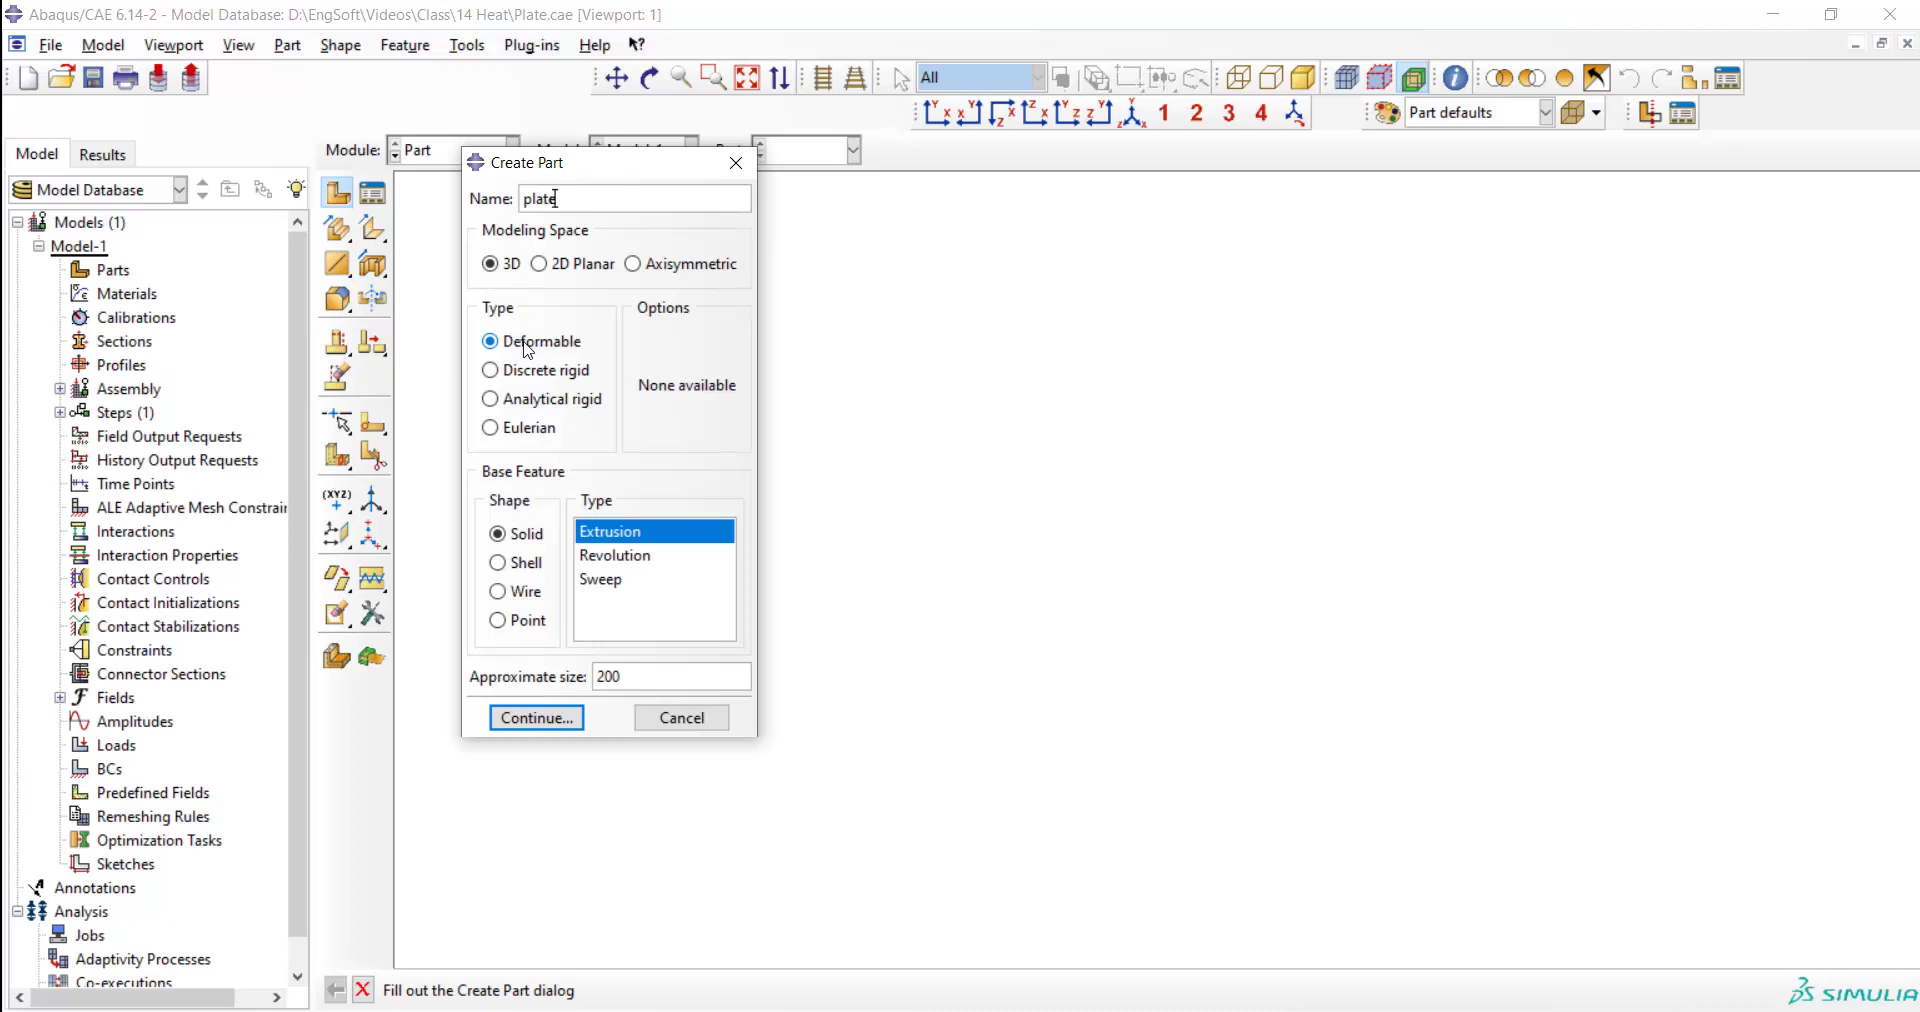 Abaqus/CAE 6.14-2 - Model Database: D:\EngSoft\Videos\Class\14 Heat\Plate.cae [Viewport: 1]
File Model Viewport View Part Shape Feature Tools Plug-ins Help
All
1 2 3 4
Part defaults
Model Results
Module: Part
Model Database
Models (1)
Model-1
Parts
Materials
Calibrations
Sections
Profiles
Assembly
Steps (1)
Field Output Requests
History Output Requests
Time Points
ALE Adaptive Mesh Constrain
Interactions
Interaction Properties
Contact Controls
Contact Initializations
Contact Stabilizations
Constraints
Connector Sections
Fields
Amplitudes
Loads
BCs
Predefined Fields
Remeshing Rules
Optimization Tasks
Sketches
Annotations
Analysis
Jobs
Adaptivity Processes
Co-executions
(XYZ)
Create Part
Name: plate
Modeling Space
3D 2D Planar Axisymmetric
Type Options
Deformable
Discrete rigid
Analytical rigid
Eulerian
None available
Base Feature
Shape Type
Solid
Shell
Wire
Point
Extrusion
Revolution
Sweep
Approximate size: 200
Continue... Cancel
Fill out the Create Part dialog
SIMULIA